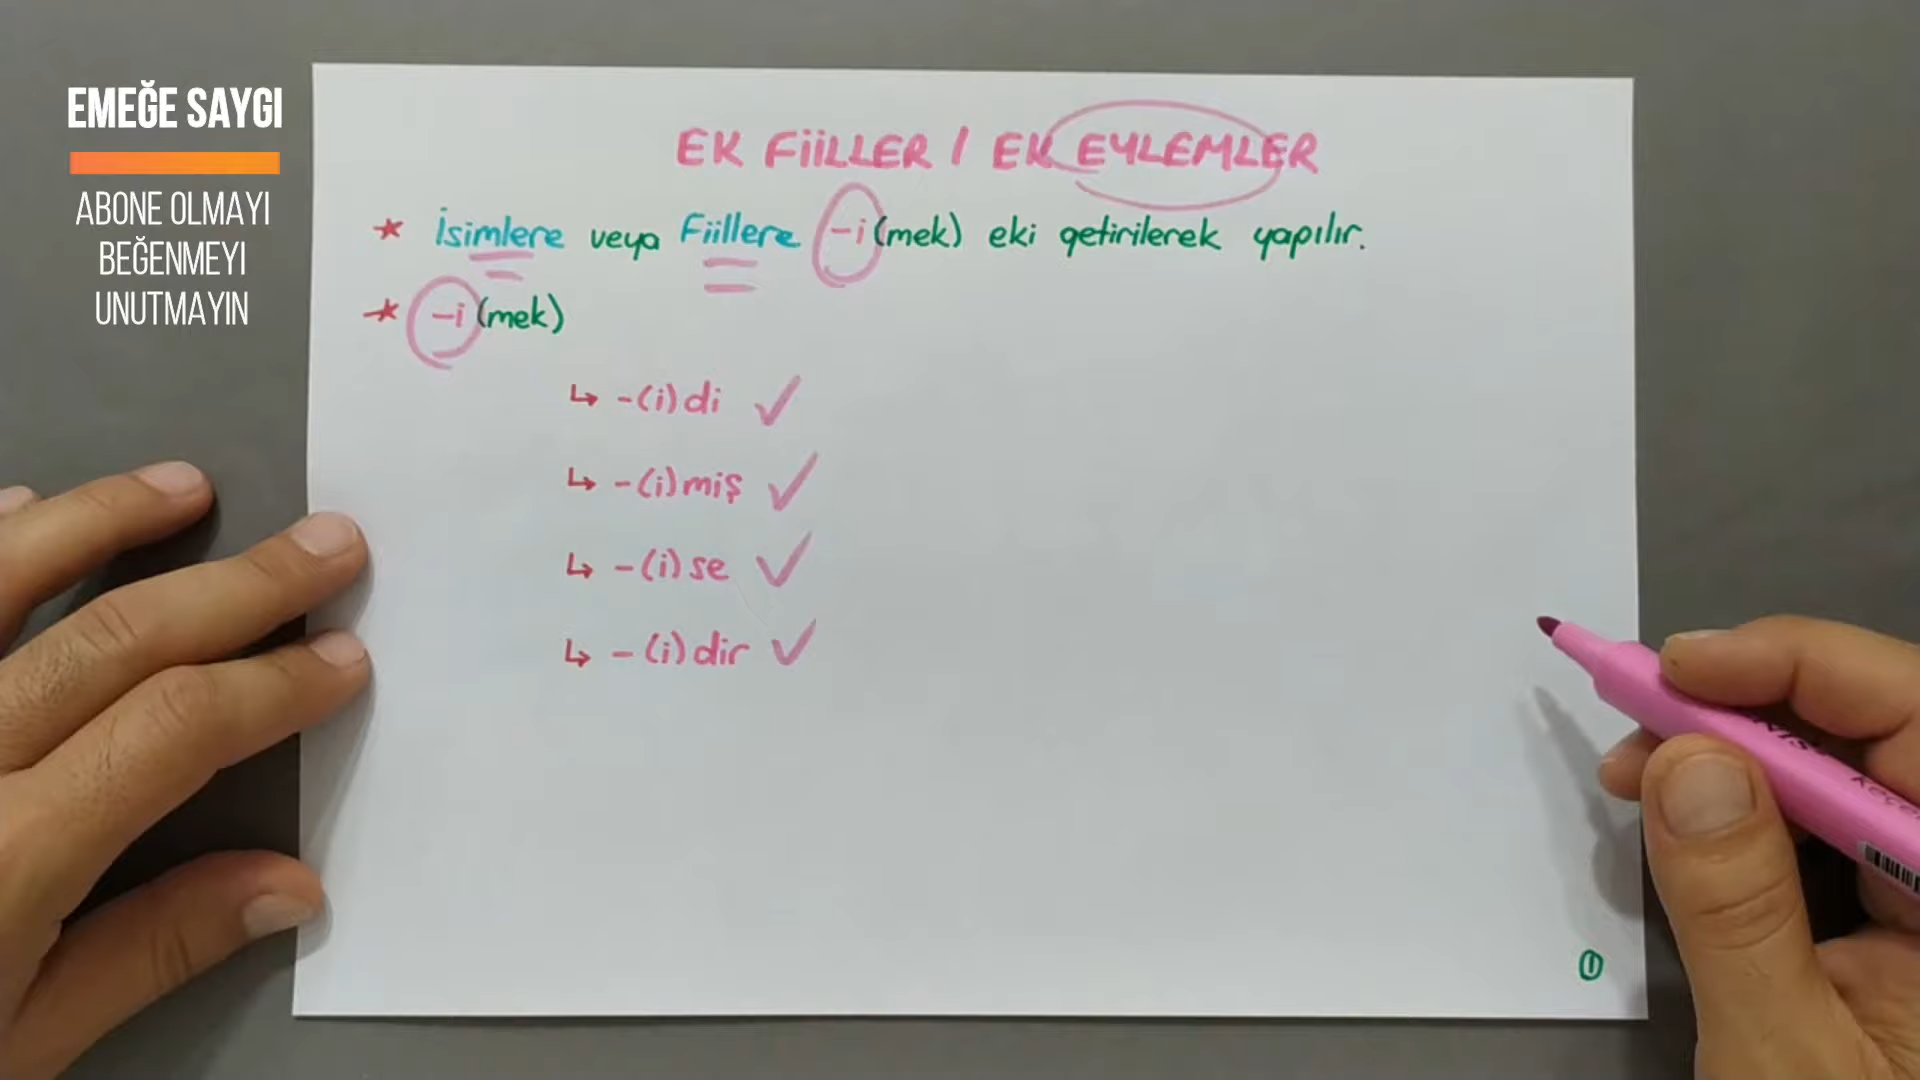 EMEĞE SAYGI
ABONE OLMAYI
BEĞENMEYİ
UNUTMAYIN
EK FİİLLER / EK EYLEMLER
* İsimlere veya Fiillere -i (mek) eki getirilerek yapılır.
* -i (mek)
↳ -(i) di ✓
↳ -(i) miş ✓
↳ -(i) se ✓
↳ -(i) dir ✓
①